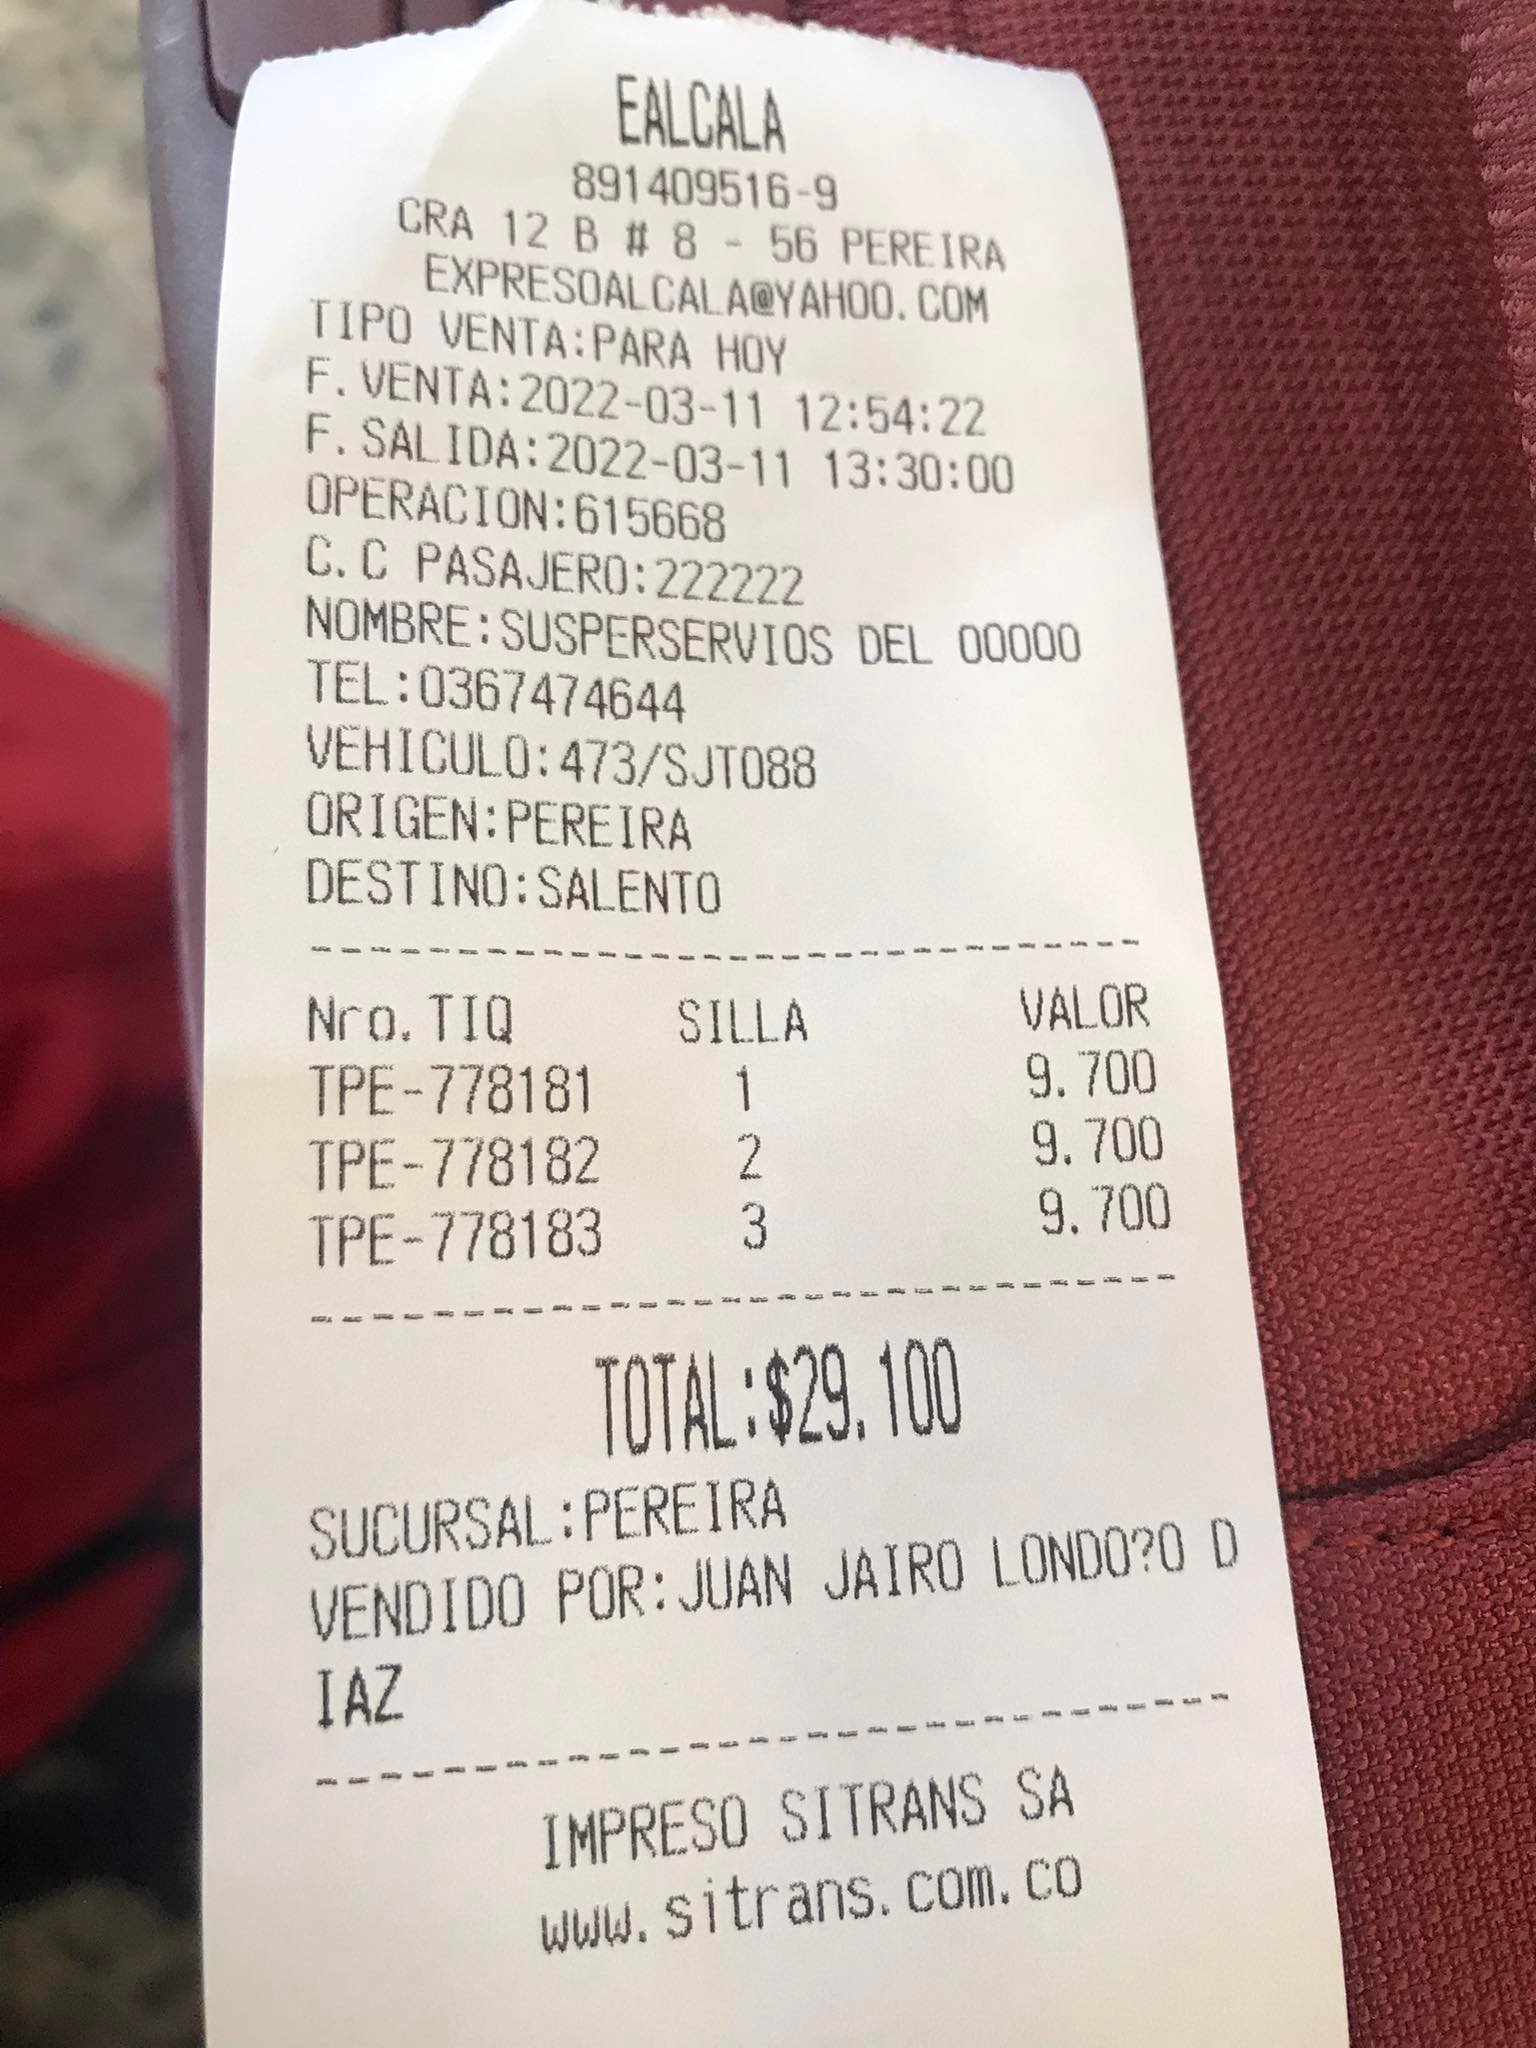 EALCALA
891409516-9
CRA 12 B # 8 - 56 PEREIRA
EXPRESOALCALA@YAHOO.COM
TIPO VENTA:PARA HOY
F.VENTA:2022-03-11 12:54:22
F.SALIDA:2022-03-11 13:30:00
OPERACION:615668
C.C PASAJERO:222222
NOMBRE:SUSPERSERVIOS DEL 00000
TEL:0367474644
VEHICULO:473/SJT088
ORIGEN:PEREIRA
DESTINO:SALENTO
--------------------------------
Nro.TIQ SILLA VALOR
TPE-778181 1 9.700
TPE-778182 2 9.700
TPE-778183 3 9.700
--------------------------------
TOTAL:$29.100
SUCURSAL:PEREIRA
VENDIDO POR:JUAN JAIRO LONDO?O D
IAZ
--------------------------------
IMPRESO SITRANS SA
www.sitrans.com.co